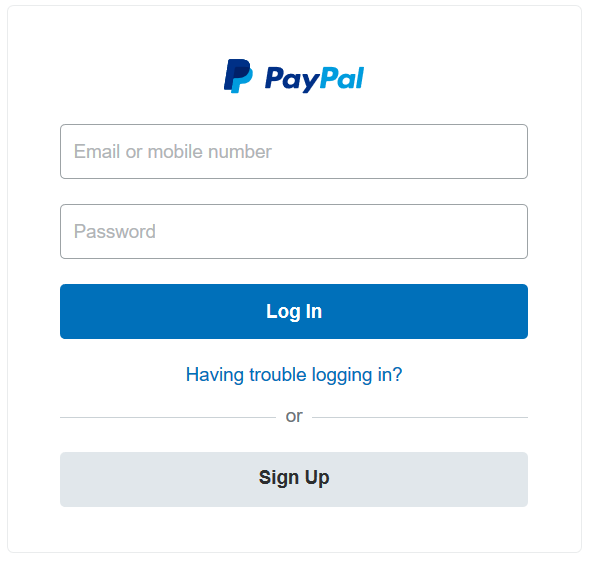 PayPal
Email or mobile number
Password
Log In
Having trouble logging in?
or
Sign Up